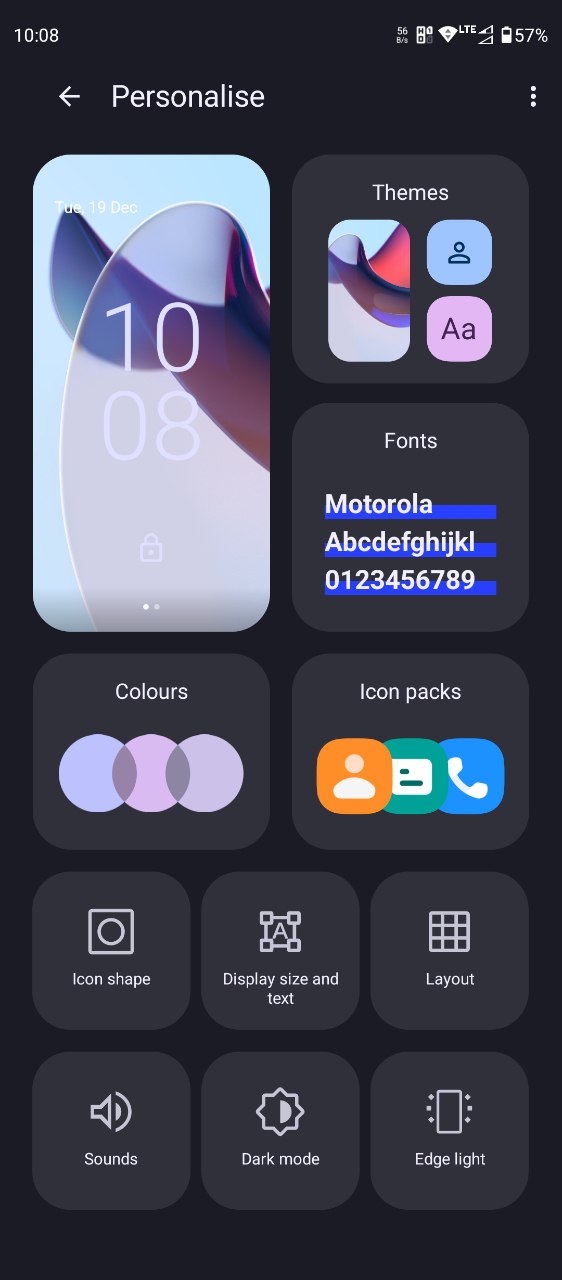 10:08
56
B/s
LTE
57%
Personalise
Tue, 19 Dec
10
08
Themes
Aa
Fonts
Motorola
Abcdefghijkl
0123456789
Colours
Icon packs
Icon shape
A
Display size and
text
Layout
Sounds
Dark mode
Edge light